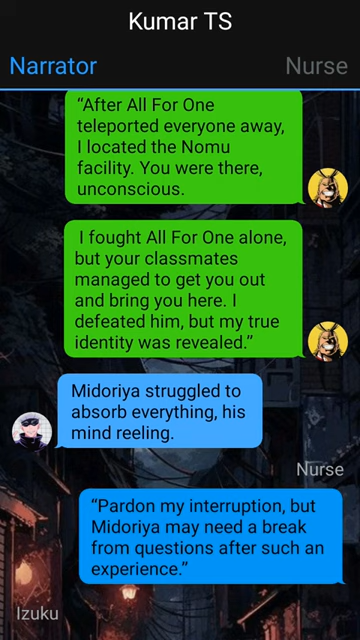 Kumar TS
Narrator
Nurse
“After All For One
teleported everyone away,
I located the Nomu
facility. You were there,
unconscious.
I fought All For One alone,
but your classmates
managed to get you out
and bring you here. I
defeated him, but my true
identity was revealed.”
Midoriya struggled to
absorb everything, his
mind reeling.
Nurse
“Pardon my interruption, but
Midoriya may need a break
from questions after such an
experience.”
Izuku